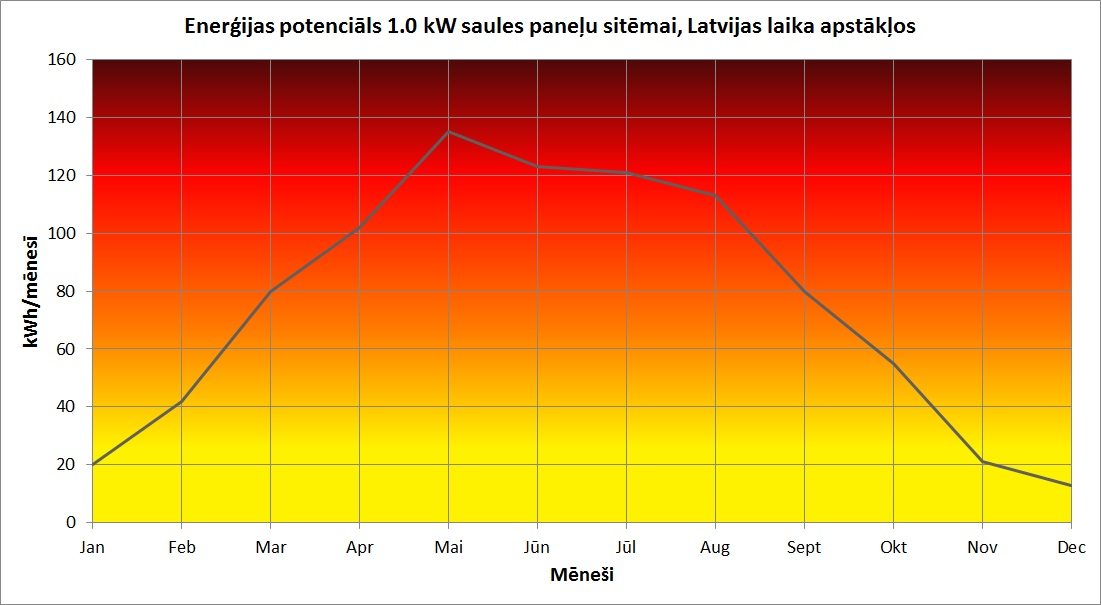 Enerģijas potenciāls 1.0 kW saules paneļu sitēmai, Latvijas laika apstākļos
160
140
120
100
80
60
40
20
0
kWh/mēnesī
Jan Feb Mar Apr Mai Jūn Jūl Aug Sept Okt Nov Dec
Mēneši